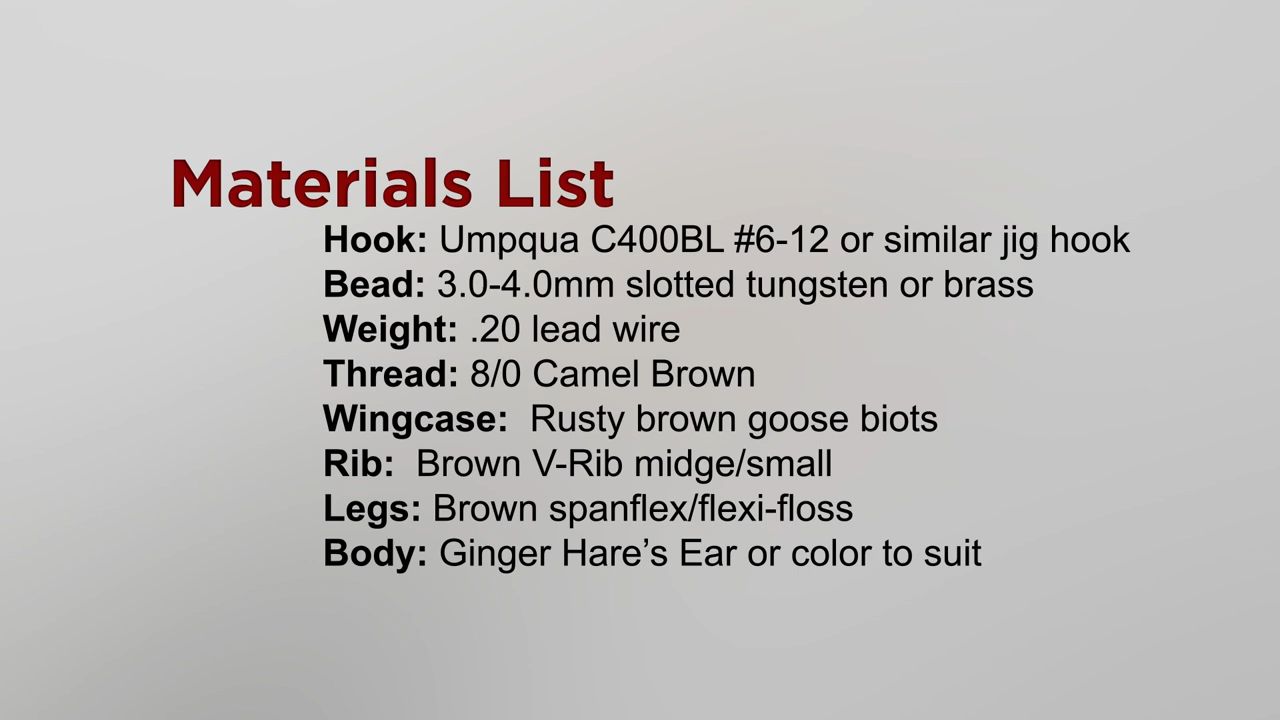 Materials List
Hook: Umpqua C400BL #6-12 or similar jig hook
Bead: 3.0-4.0mm slotted tungsten or brass
Weight: .20 lead wire
Thread: 8/0 Camel Brown
Wingcase:  Rusty brown goose biots
Rib:  Brown V-Rib midge/small
Legs: Brown spanflex/flexi-floss
Body: Ginger Hare’s Ear or color to suit